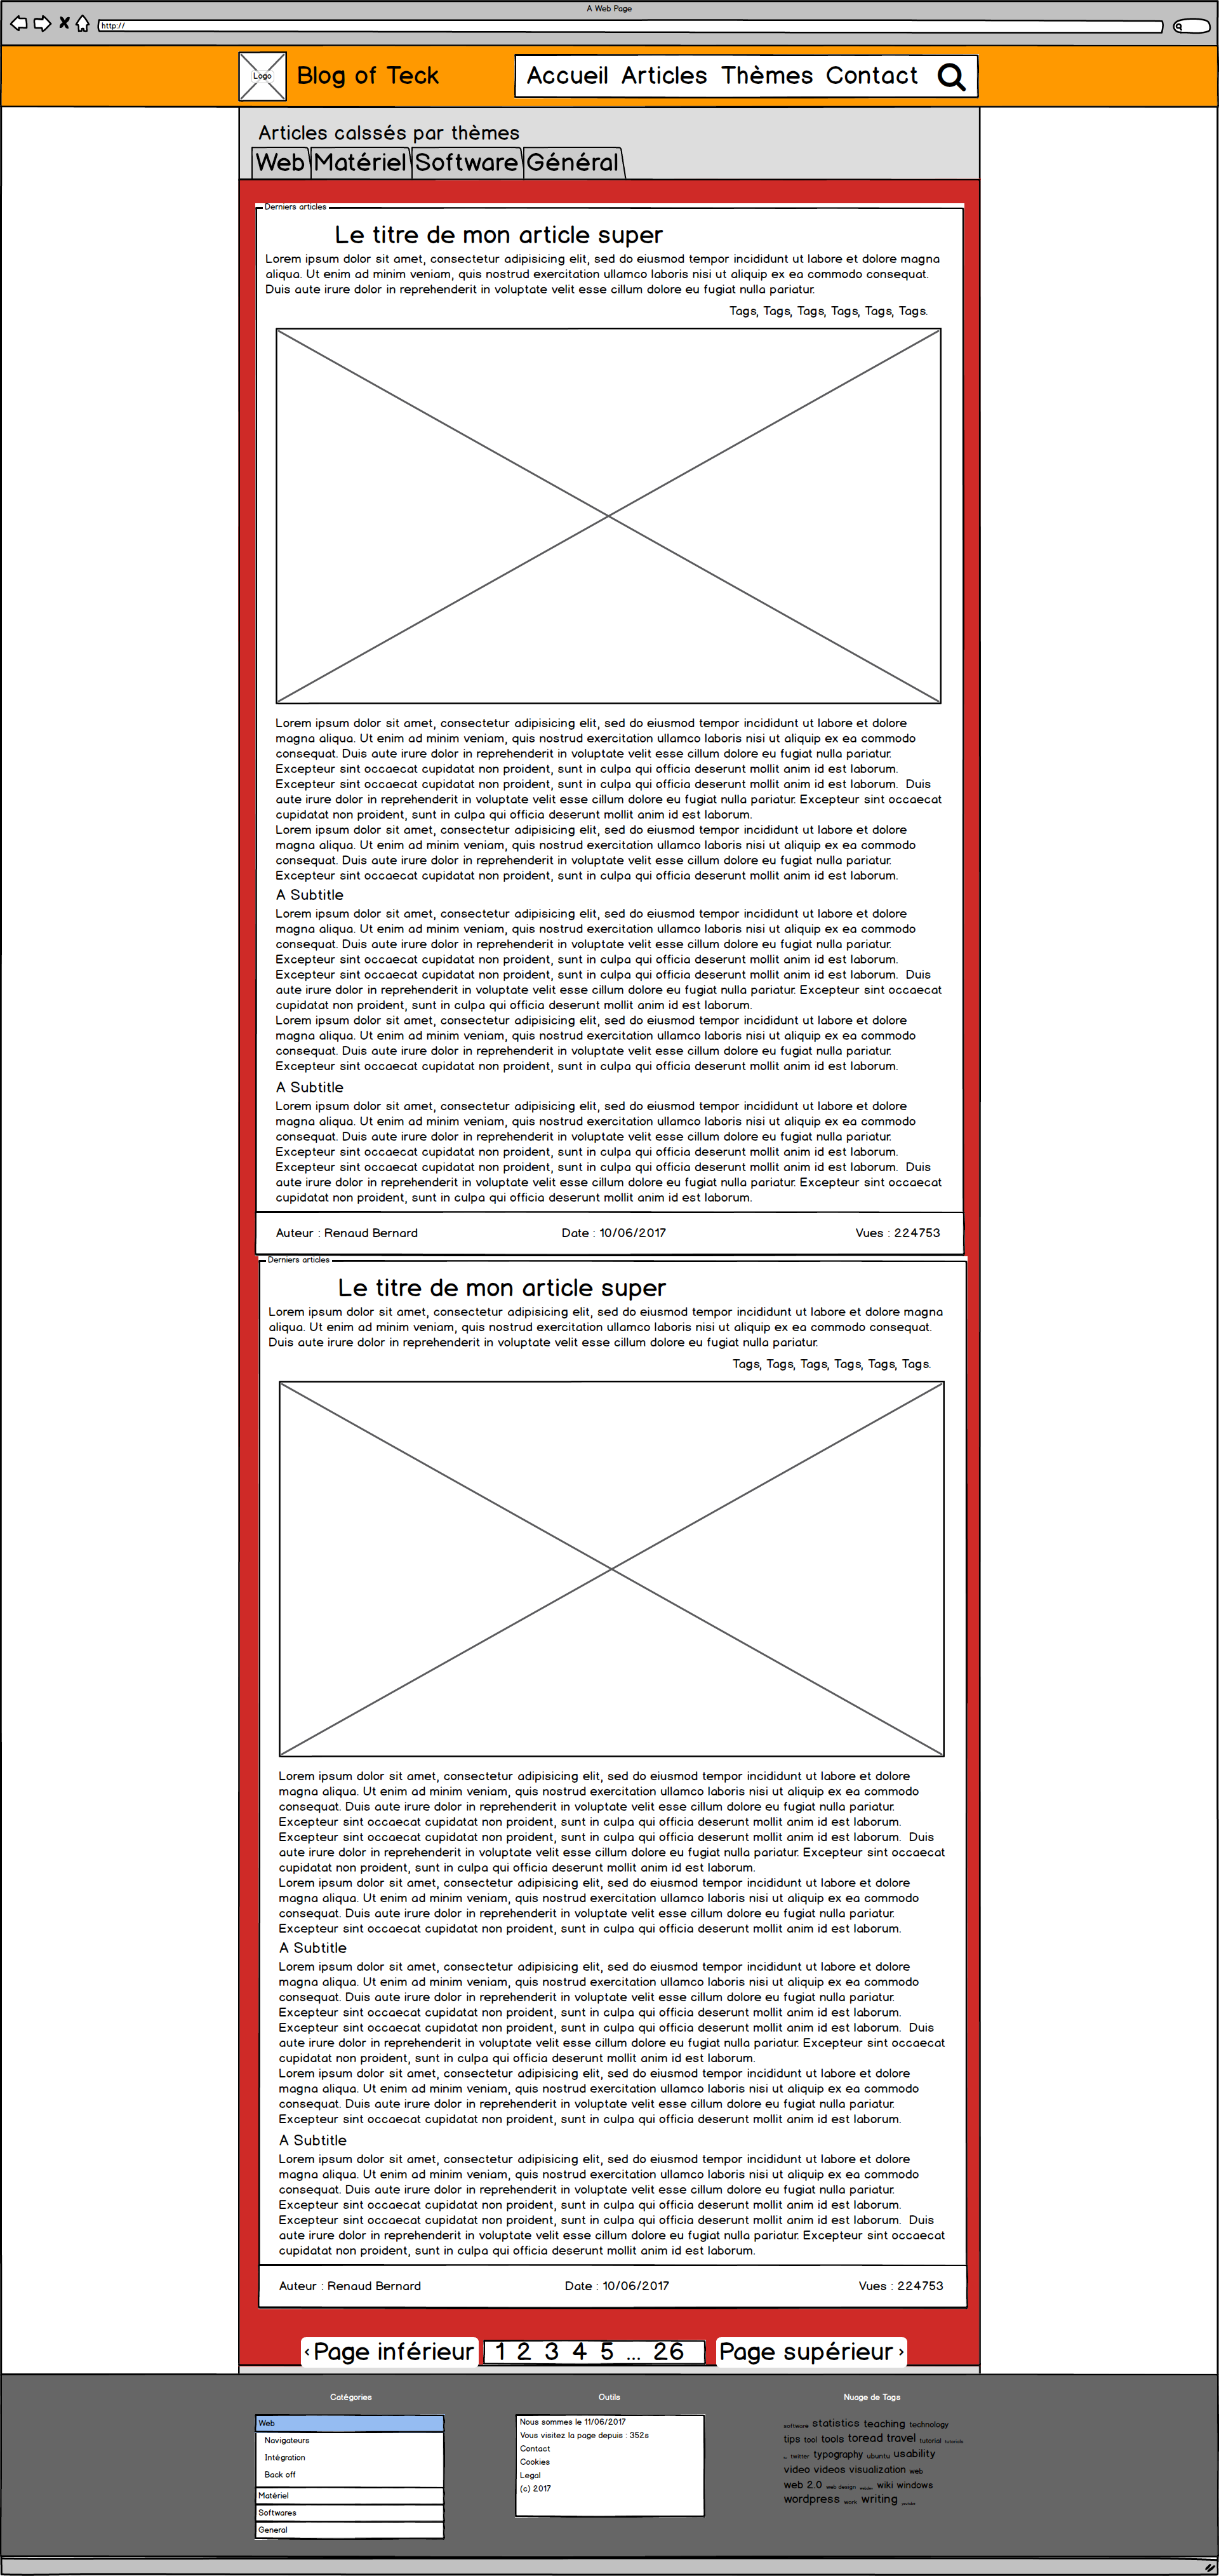 A Web Page
http://
Logo
Blog of Teck
Accueil Articles Thèmes Contact
Articles calssés par thèmes
Web Matériel Software Général
Derniers articles
Le titre de mon article super
Lorem ipsum dolor sit amet, consectetur adipisicing elit, sed do eiusmod tempor incididunt ut labore et dolore magna
aliqua. Ut enim ad minim veniam, quis nostrud exercitation ullamco laboris nisi ut aliquip ex ea commodo consequat.
Duis aute irure dolor in reprehenderit in voluptate velit esse cillum dolore eu fugiat nulla pariatur.
Tags, Tags, Tags, Tags, Tags, Tags.
Lorem ipsum dolor sit amet, consectetur adipisicing elit, sed do eiusmod tempor incididunt ut labore et dolore
magna aliqua. Ut enim ad minim veniam, quis nostrud exercitation ullamco laboris nisi ut aliquip ex ea commodo
consequat. Duis aute irure dolor in reprehenderit in voluptate velit esse cillum dolore eu fugiat nulla pariatur.
Excepteur sint occaecat cupidatat non proident, sunt in culpa qui officia deserunt mollit anim id est laborum.
Excepteur sint occaecat cupidatat non proident, sunt in culpa qui officia deserunt mollit anim id est laborum.  Duis
aute irure dolor in reprehenderit in voluptate velit esse cillum dolore eu fugiat nulla pariatur. Excepteur sint occaecat
cupidatat non proident, sunt in culpa qui officia deserunt mollit anim id est laborum.
Lorem ipsum dolor sit amet, consectetur adipisicing elit, sed do eiusmod tempor incididunt ut labore et dolore
magna aliqua. Ut enim ad minim veniam, quis nostrud exercitation ullamco laboris nisi ut aliquip ex ea commodo
consequat. Duis aute irure dolor in reprehenderit in voluptate velit esse cillum dolore eu fugiat nulla pariatur.
Excepteur sint occaecat cupidatat non proident, sunt in culpa qui officia deserunt mollit anim id est laborum.
A Subtitle
Lorem ipsum dolor sit amet, consectetur adipisicing elit, sed do eiusmod tempor incididunt ut labore et dolore
magna aliqua. Ut enim ad minim veniam, quis nostrud exercitation ullamco laboris nisi ut aliquip ex ea commodo
consequat. Duis aute irure dolor in reprehenderit in voluptate velit esse cillum dolore eu fugiat nulla pariatur.
Excepteur sint occaecat cupidatat non proident, sunt in culpa qui officia deserunt mollit anim id est laborum.
Excepteur sint occaecat cupidatat non proident, sunt in culpa qui officia deserunt mollit anim id est laborum.  Duis
aute irure dolor in reprehenderit in voluptate velit esse cillum dolore eu fugiat nulla pariatur. Excepteur sint occaecat
cupidatat non proident, sunt in culpa qui officia deserunt mollit anim id est laborum.
Lorem ipsum dolor sit amet, consectetur adipisicing elit, sed do eiusmod tempor incididunt ut labore et dolore
magna aliqua. Ut enim ad minim veniam, quis nostrud exercitation ullamco laboris nisi ut aliquip ex ea commodo
consequat. Duis aute irure dolor in reprehenderit in voluptate velit esse cillum dolore eu fugiat nulla pariatur.
Excepteur sint occaecat cupidatat non proident, sunt in culpa qui officia deserunt mollit anim id est laborum.
A Subtitle
Lorem ipsum dolor sit amet, consectetur adipisicing elit, sed do eiusmod tempor incididunt ut labore et dolore
magna aliqua. Ut enim ad minim veniam, quis nostrud exercitation ullamco laboris nisi ut aliquip ex ea commodo
consequat. Duis aute irure dolor in reprehenderit in voluptate velit esse cillum dolore eu fugiat nulla pariatur.
Excepteur sint occaecat cupidatat non proident, sunt in culpa qui officia deserunt mollit anim id est laborum.
Excepteur sint occaecat cupidatat non proident, sunt in culpa qui officia deserunt mollit anim id est laborum.  Duis
aute irure dolor in reprehenderit in voluptate velit esse cillum dolore eu fugiat nulla pariatur. Excepteur sint occaecat
cupidatat non proident, sunt in culpa qui officia deserunt mollit anim id est laborum.
Auteur : Renaud Bernard Date : 10/06/2017 Vues : 224753
Derniers articles
Le titre de mon article super
Lorem ipsum dolor sit amet, consectetur adipisicing elit, sed do eiusmod tempor incididunt ut labore et dolore magna
aliqua. Ut enim ad minim veniam, quis nostrud exercitation ullamco laboris nisi ut aliquip ex ea commodo consequat.
Duis aute irure dolor in reprehenderit in voluptate velit esse cillum dolore eu fugiat nulla pariatur.
Tags, Tags, Tags, Tags, Tags, Tags.
Lorem ipsum dolor sit amet, consectetur adipisicing elit, sed do eiusmod tempor incididunt ut labore et dolore
magna aliqua. Ut enim ad minim veniam, quis nostrud exercitation ullamco laboris nisi ut aliquip ex ea commodo
consequat. Duis aute irure dolor in reprehenderit in voluptate velit esse cillum dolore eu fugiat nulla pariatur.
Excepteur sint occaecat cupidatat non proident, sunt in culpa qui officia deserunt mollit anim id est laborum.
Excepteur sint occaecat cupidatat non proident, sunt in culpa qui officia deserunt mollit anim id est laborum.  Duis
aute irure dolor in reprehenderit in voluptate velit esse cillum dolore eu fugiat nulla pariatur. Excepteur sint occaecat
cupidatat non proident, sunt in culpa qui officia deserunt mollit anim id est laborum.
Lorem ipsum dolor sit amet, consectetur adipisicing elit, sed do eiusmod tempor incididunt ut labore et dolore
magna aliqua. Ut enim ad minim veniam, quis nostrud exercitation ullamco laboris nisi ut aliquip ex ea commodo
consequat. Duis aute irure dolor in reprehenderit in voluptate velit esse cillum dolore eu fugiat nulla pariatur.
Excepteur sint occaecat cupidatat non proident, sunt in culpa qui officia deserunt mollit anim id est laborum.
A Subtitle
Lorem ipsum dolor sit amet, consectetur adipisicing elit, sed do eiusmod tempor incididunt ut labore et dolore
magna aliqua. Ut enim ad minim veniam, quis nostrud exercitation ullamco laboris nisi ut aliquip ex ea commodo
consequat. Duis aute irure dolor in reprehenderit in voluptate velit esse cillum dolore eu fugiat nulla pariatur.
Excepteur sint occaecat cupidatat non proident, sunt in culpa qui officia deserunt mollit anim id est laborum.
Excepteur sint occaecat cupidatat non proident, sunt in culpa qui officia deserunt mollit anim id est laborum.  Duis
aute irure dolor in reprehenderit in voluptate velit esse cillum dolore eu fugiat nulla pariatur. Excepteur sint occaecat
cupidatat non proident, sunt in culpa qui officia deserunt mollit anim id est laborum.
Lorem ipsum dolor sit amet, consectetur adipisicing elit, sed do eiusmod tempor incididunt ut labore et dolore
magna aliqua. Ut enim ad minim veniam, quis nostrud exercitation ullamco laboris nisi ut aliquip ex ea commodo
consequat. Duis aute irure dolor in reprehenderit in voluptate velit esse cillum dolore eu fugiat nulla pariatur.
Excepteur sint occaecat cupidatat non proident, sunt in culpa qui officia deserunt mollit anim id est laborum.
A Subtitle
Lorem ipsum dolor sit amet, consectetur adipisicing elit, sed do eiusmod tempor incididunt ut labore et dolore
magna aliqua. Ut enim ad minim veniam, quis nostrud exercitation ullamco laboris nisi ut aliquip ex ea commodo
consequat. Duis aute irure dolor in reprehenderit in voluptate velit esse cillum dolore eu fugiat nulla pariatur.
Excepteur sint occaecat cupidatat non proident, sunt in culpa qui officia deserunt mollit anim id est laborum.
Excepteur sint occaecat cupidatat non proident, sunt in culpa qui officia deserunt mollit anim id est laborum.  Duis
aute irure dolor in reprehenderit in voluptate velit esse cillum dolore eu fugiat nulla pariatur. Excepteur sint occaecat
cupidatat non proident, sunt in culpa qui officia deserunt mollit anim id est laborum.
Auteur : Renaud Bernard Date : 10/06/2017 Vues : 224753
‹ Page inférieur 1 2 3 4 5 ... 26 Page supérieur ›
Catégories
Web
Navigateurs
Intégration
Back off
Matériel
Softwares
General
Outils
Nous sommes le 11/06/2017
Vous visitez la page depuis : 352s
Contact
Cookies
Legal
(c) 2017
Nuage de Tags
software statistics teaching technology
tips tool tools toread travel tutorial tutorials
twitter typography ubuntu usability
video videos visualization web
web 2.0 web design wiki windows
wordpress work writing youtube